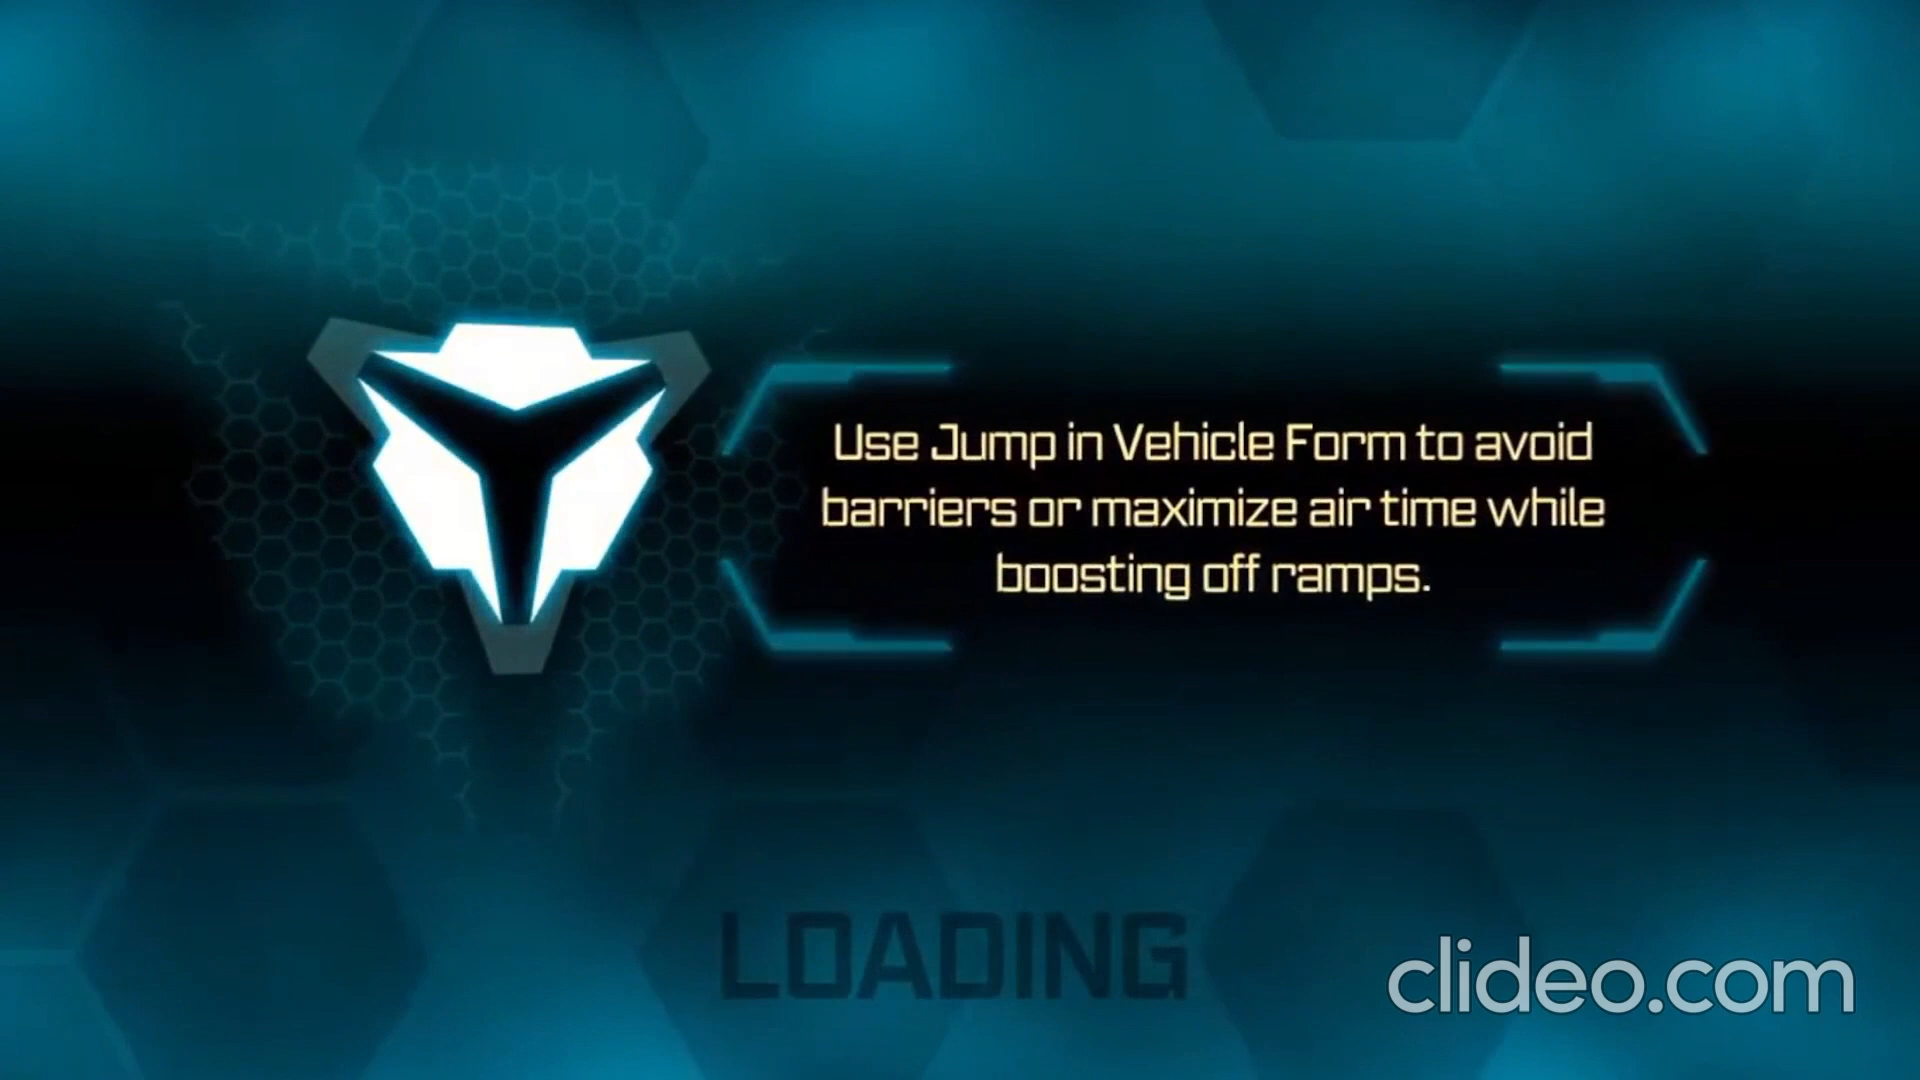 Use Jump in Vehicle Form to avoid
barriers or maximize air time while
boosting off ramps.
LOADING
clideo.com